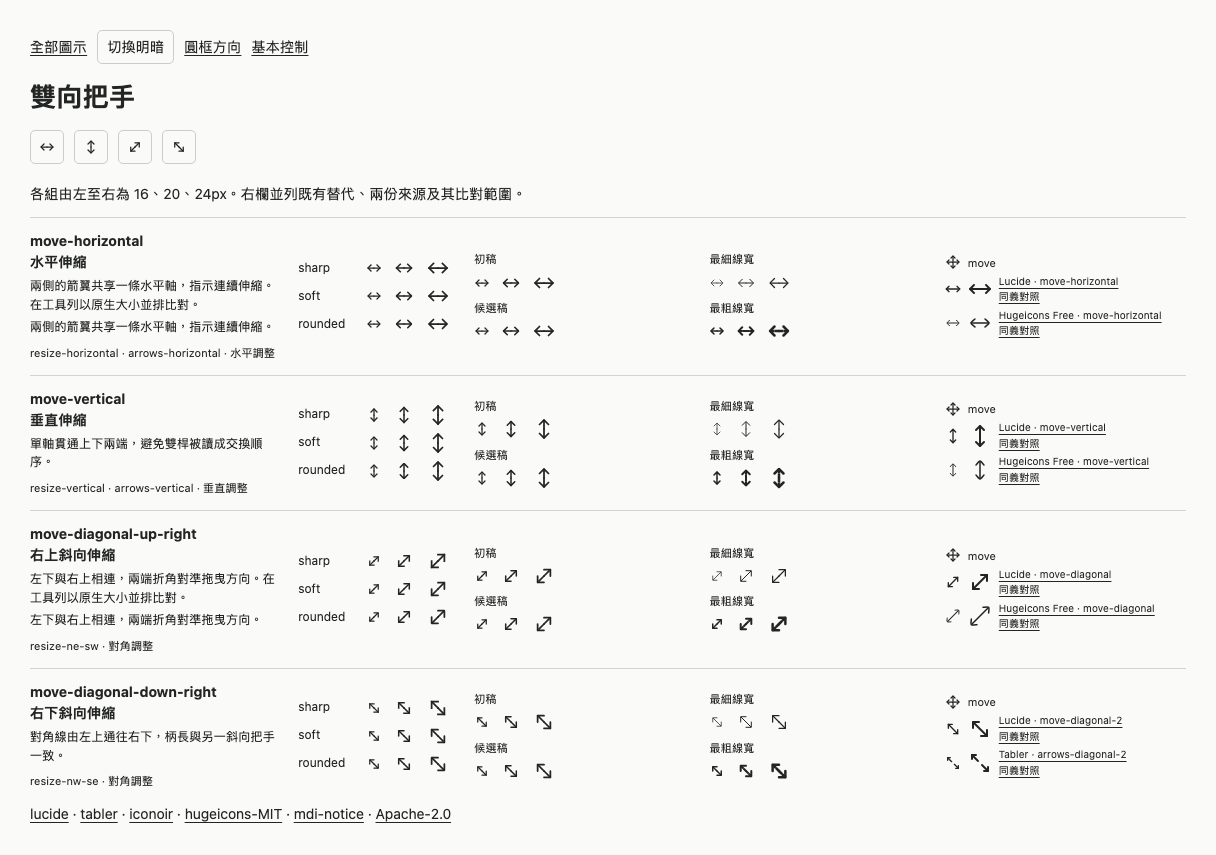 全部圖示 切換明暗 圓框方向 基本控制
雙向把手
各組由左至右為 16、20、24px。右欄並列既有替代、兩份來源及其比對範圍。
move-horizontal
水平伸縮
兩側的箭翼共享一條水平軸，指示連續伸縮。
在工具列以原生大小並排比對。
兩側的箭翼共享一條水平軸，指示連續伸縮。
resize-horizontal · arrows-horizontal · 水平調整
sharp
soft
rounded
初稿
候選稿
最細線寬
最粗線寬
move
Lucide · move-horizontal
同義對照
Hugeicons Free · move-horizontal
同義對照
move-vertical
垂直伸縮
單軸貫通上下兩端，避免雙桿被讀成交換順
序。
resize-vertical · arrows-vertical · 垂直調整
sharp
soft
rounded
初稿
候選稿
最細線寬
最粗線寬
move
Lucide · move-vertical
同義對照
Hugeicons Free · move-vertical
同義對照
move-diagonal-up-right
右上斜向伸縮
左下與右上相連，兩端折角對準拖曳方向。在
工具列以原生大小並排比對。
左下與右上相連，兩端折角對準拖曳方向。
resize-ne-sw · 對角調整
sharp
soft
rounded
初稿
候選稿
最細線寬
最粗線寬
move
Lucide · move-diagonal
同義對照
Hugeicons Free · move-diagonal
同義對照
move-diagonal-down-right
右下斜向伸縮
對角線由左上通往右下，柄長與另一斜向把手
一致。
resize-nw-se · 對角調整
sharp
soft
rounded
初稿
候選稿
最細線寬
最粗線寬
move
Lucide · move-diagonal-2
同義對照
Tabler · arrows-diagonal-2
同義對照
lucide · tabler · iconoir · hugeicons-MIT · mdi-notice · Apache-2.0